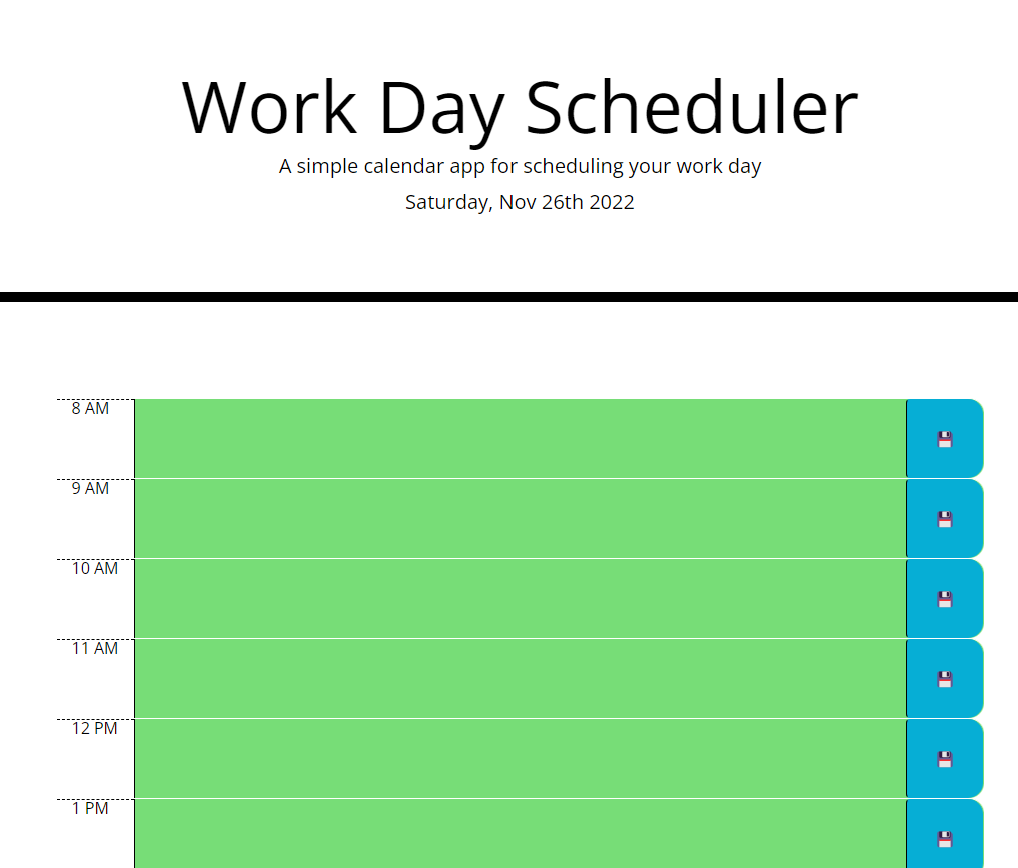 Work Day Scheduler
A simple calendar app for scheduling your work day
Saturday, Nov 26th 2022
8 AM
9 AM
10 AM
11 AM
12 PM
1 PM